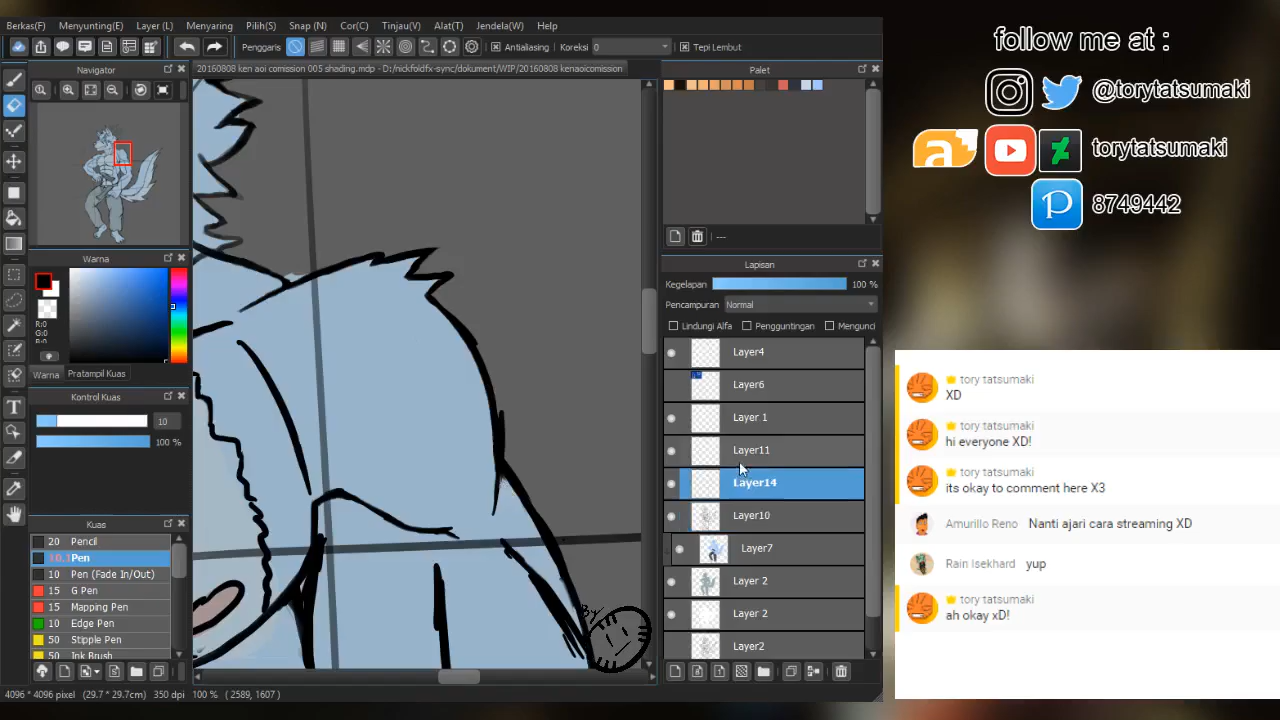 Berkas(F) Menyunting(E) Layer (L) Menyaring Pilih(S) Snap (N) Cor(C) Tinjau(V) Alat(T) Jendela(W) Help
Penggaris Antialiasing Koreksi 0 Tepi Lembut
Navigator
20160808 ken aoi comission 005 shading.mdp - D:/nickfoldfx-sync/dokument/WIP/20160808 kenaoicomission
Palet
---
Warna
R:0
G:0
Warna Pratampil Kuas
Kontrol Kuas
10
100 %
Kuas
20 Pencil
10.1 Pen
10 Pen (Fade In/Out)
15 G Pen
15 Mapping Pen
10 Edge Pen
50 Stipple Pen
50 Ink Brush
4096 * 4096 pixel (29.7 * 29.7cm) 350 dpi 100 % ( 2589, 1607 )
BY
Lapisan
Kegelapan 100 %
Pencampuran Normal
Lindungi Alfa Pengguntingan Mengunci
Layer4
Layer6
Layer 1
Layer11
Layer14
Layer10
Layer7
Layer 2
Layer 2
Layer2
follow me at :
@torytatsumaki
torytatsumaki
8749442
tory tatsumaki
XD
tory tatsumaki
hi everyone XD!
tory tatsumaki
its okay to comment here X3
Amurillo Reno Nanti ajari cara streaming XD
Rain Isekhard yup
tory tatsumaki
ah okay xD!